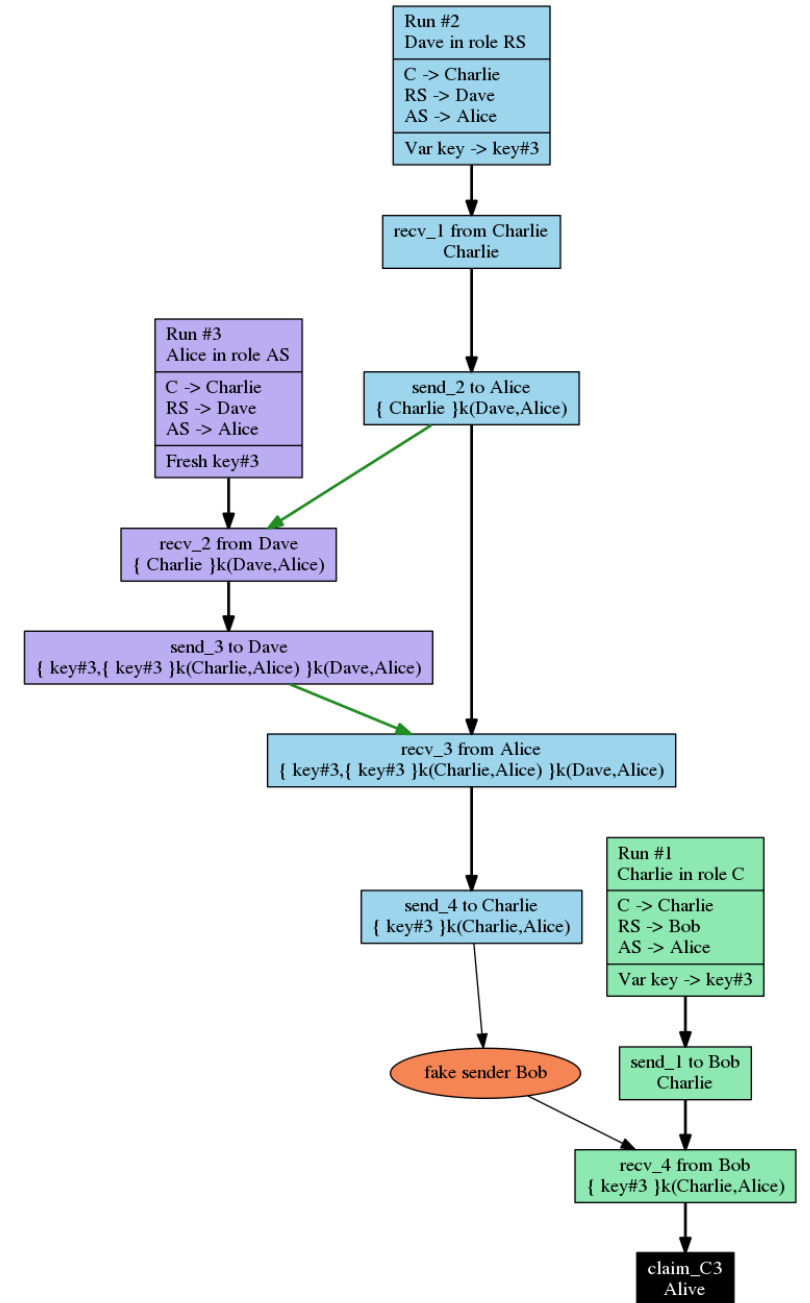 Run #2
Dave in role RS
C -> Charlie
RS -> Dave
AS -> Alice
Var key -> key#3
recv_1 from Charlie
Charlie
Run #3
Alice in role AS
C -> Charlie
RS -> Dave
AS -> Alice
Fresh key#3
send_2 to Alice
{ Charlie }k(Dave,Alice)
recv_2 from Dave
{ Charlie }k(Dave,Alice)
send_3 to Dave
{ key#3,{ key#3 }k(Charlie,Alice) }k(Dave,Alice)
recv_3 from Alice
{ key#3,{ key#3 }k(Charlie,Alice) }k(Dave,Alice)
Run #1
Charlie in role C
C -> Charlie
RS -> Bob
AS -> Alice
Var key -> key#3
send_4 to Charlie
{ key#3 }k(Charlie,Alice)
fake sender Bob
send_1 to Bob
Charlie
recv_4 from Bob
{ key#3 }k(Charlie,Alice)
claim_C3
Alive